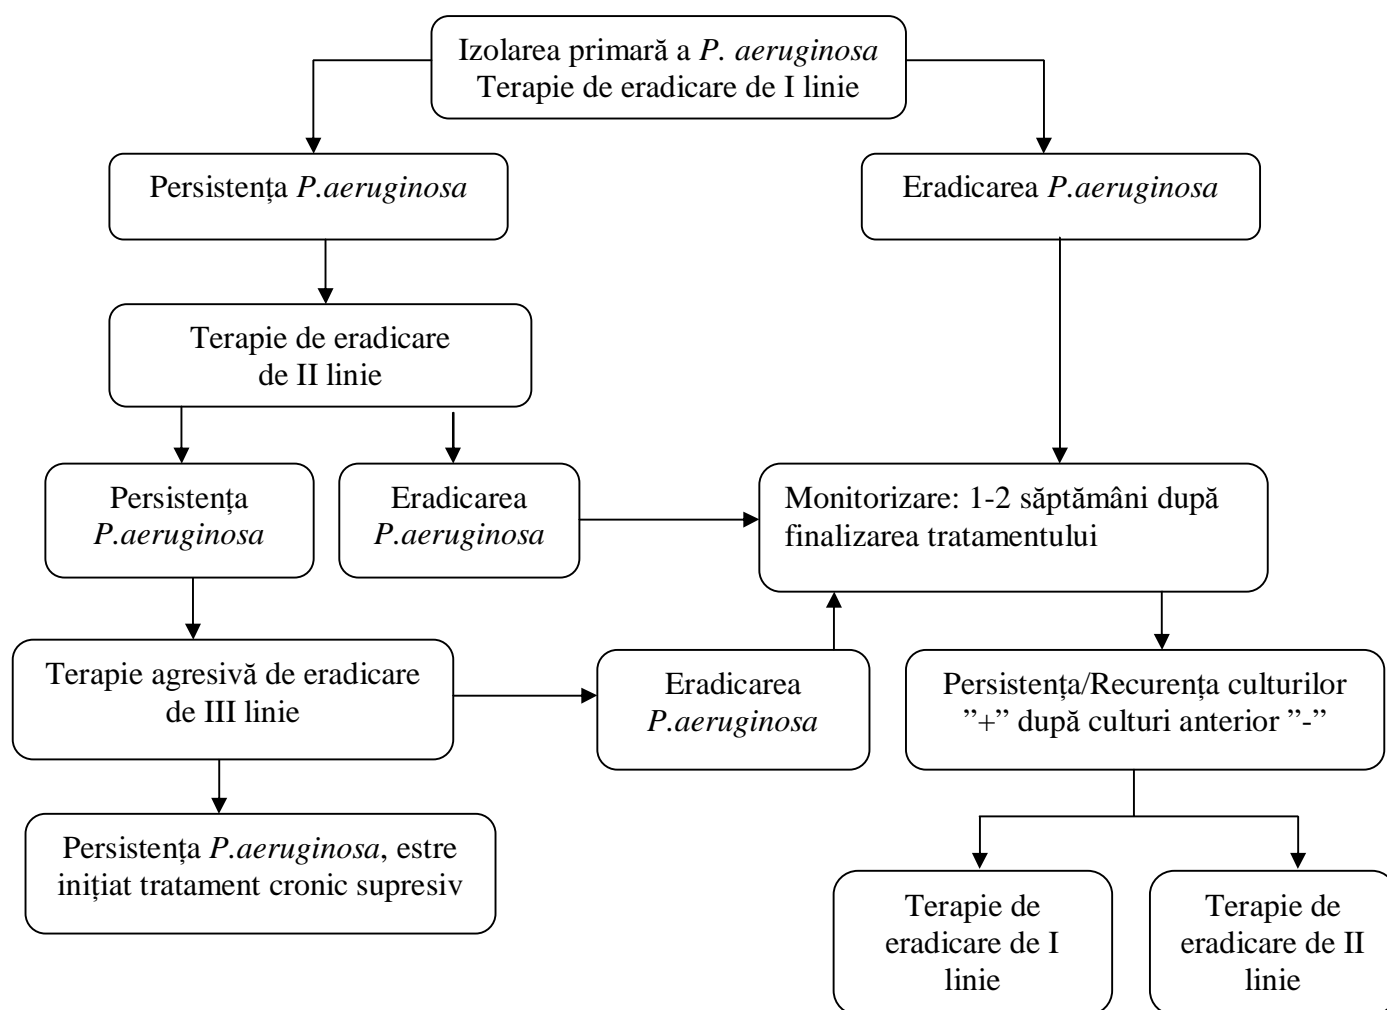 Izolarea primară a P. aeruginosa
Terapie de eradicare de I linie
Persistența P.aeruginosa
Eradicarea P.aeruginosa
Terapie de eradicare
de II linie
Persistența
P.aeruginosa
Eradicarea
P.aeruginosa
Monitorizare: 1-2 săptămâni după
finalizarea tratamentului
Terapie agresivă de eradicare
de III linie
Eradicarea
P.aeruginosa
Persistența/Recurența culturilor
”+” după culturi anterior ”-”
Persistența P.aeruginosa, estre
inițiat tratament cronic supresiv
Terapie de
eradicare de I
linie
Terapie de
eradicare de II
linie